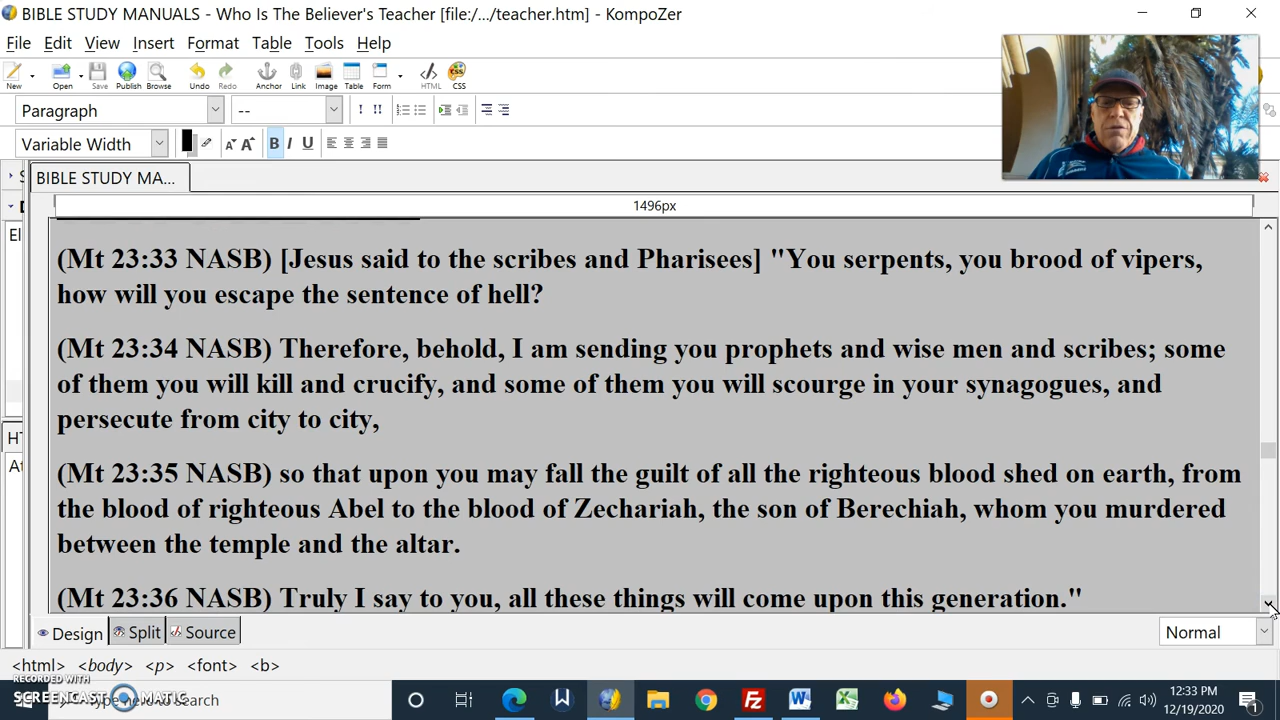 BIBLE STUDY MANUALS - Who Is The Believer's Teacher [file:/.../teacher.htm] - KompoZer
File Edit View Insert Format Table Tools Help
New Open Save Publish Browse Undo Redo Anchor Link Image Table Form HTML CSS
Paragraph --
Variable Width B I U
BIBLE STUDY MA...
1496px
(Mt 23:33 NASB) [Jesus said to the scribes and Pharisees] "You serpents, you brood of vipers,
how will you escape the sentence of hell?
(Mt 23:34 NASB) Therefore, behold, I am sending you prophets and wise men and scribes; some
of them you will kill and crucify, and some of them you will scourge in your synagogues, and
persecute from city to city,
(Mt 23:35 NASB) so that upon you may fall the guilt of all the righteous blood shed on earth, from
the blood of righteous Abel to the blood of Zechariah, the son of Berechiah, whom you murdered
between the temple and the altar.
(Mt 23:36 NASB) Truly I say to you, all these things will come upon this generation."
Design Split Source Normal
<html> <body> <p> <font> <b>
RECORDED WITH
SCREENCAST MATIC
Type here to search
12:33 PM
12/19/2020